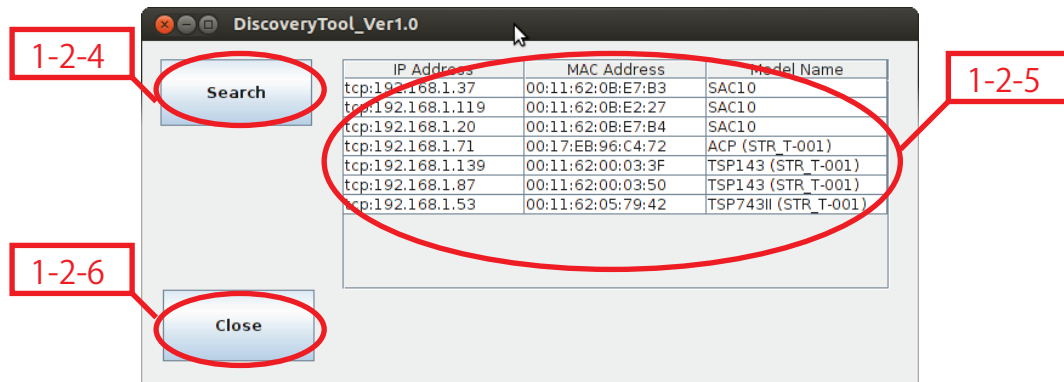 DiscoveryTool_Ver1.0
1-2-4
Search
IP Address MAC Address Model Name
tcp:192.168.1.37 00:11:62:0B:E7:B3 SAC10
tcp:192.168.1.119 00:11:62:0B:E2:27 SAC10
tcp:192.168.1.20 00:11:62:0B:E7:B4 SAC10
tcp:192.168.1.71 00:17:EB:96:C4:72 ACP (STR_T-001)
tcp:192.168.1.139 00:11:62:00:03:3F TSP143 (STR_T-001)
tcp:192.168.1.87 00:11:62:00:03:50 TSP143 (STR_T-001)
tcp:192.168.1.53 00:11:62:05:79:42 TSP743II (STR_T-001)
1-2-5
1-2-6
Close